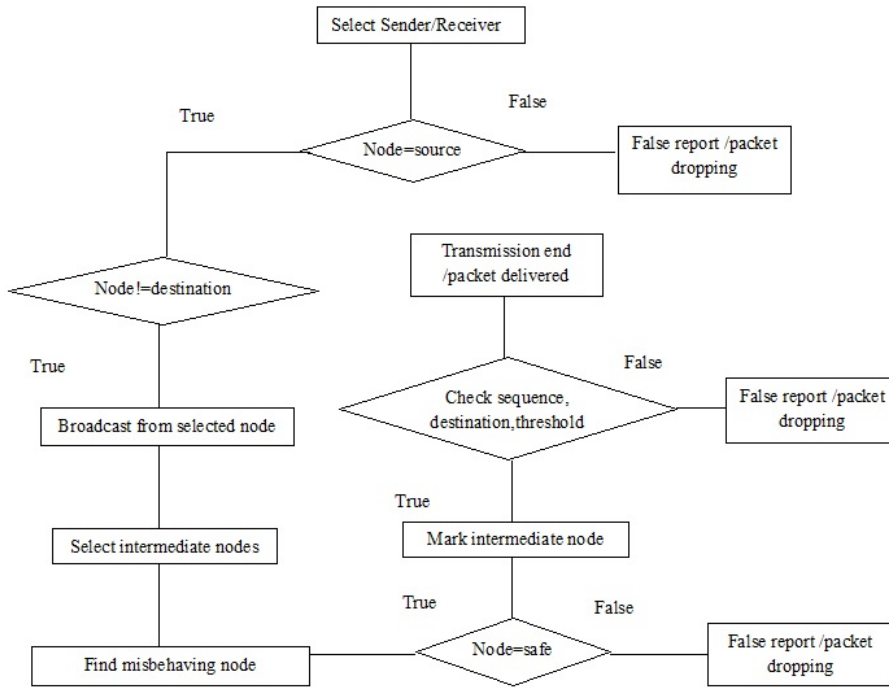 Select Sender/Receiver
True
False
Node=source
False report /packet
dropping
Node!=destination
Transmission end
/packet delivered
True
False
Check sequence,
destination,threshold
False report /packet
dropping
Broadcast from selected node
True
Select intermediate nodes
Mark intermediate node
True
False
Find misbehaving node
Node=safe
False report /packet
dropping